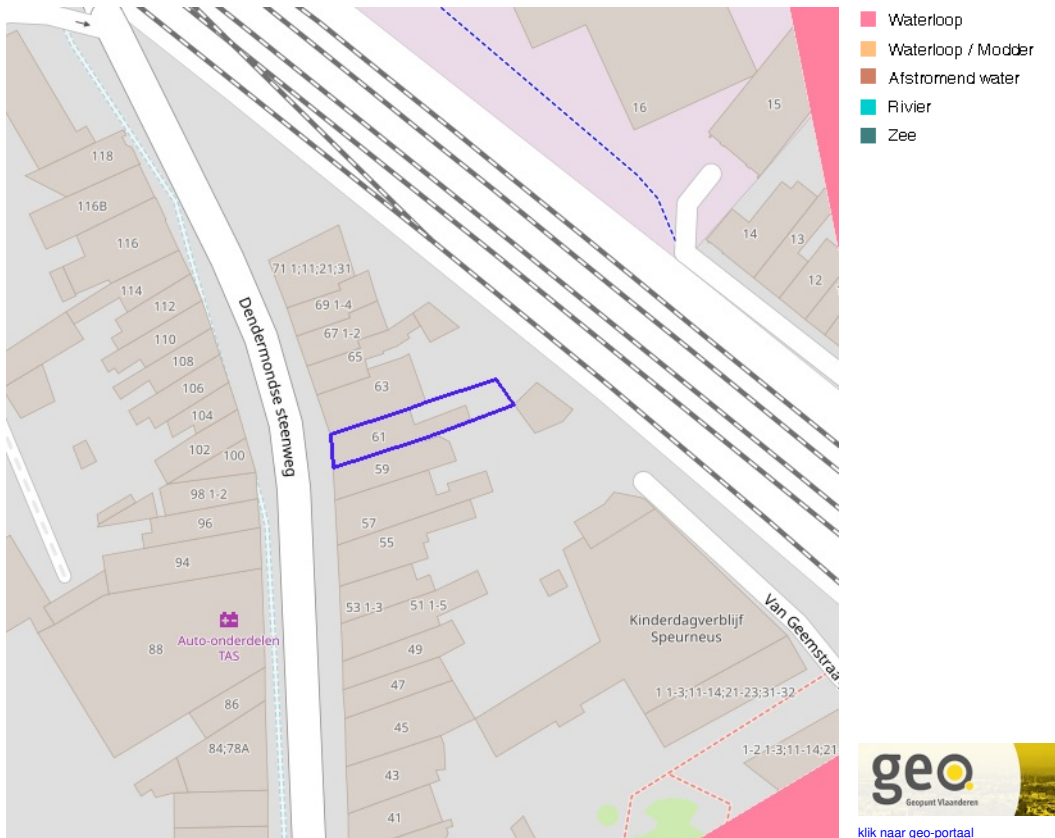 Waterloop
Waterloop / Modder
Afstromend water
Rivier
Zee
16
15
118
116B
116
14
13
12
71 1;11;21;31
114
112
69 1-4
67 1-2
110
65
108
63
106
104
61
102
100
59
98 1-2
96
57
55
94
Dendermondse steenweg
53 1-3
51 1-5
Auto-onderdelen
TAS
88
49
Kinderdagverblijf
Speurneus
Van Geemstraa
47
1 1-3;11-14;21-23;31-32
86
45
84;78A
1-2 1-3;11-14;21
43
41
geo
Geopunt Vlaanderen
klik naar geo-portaal